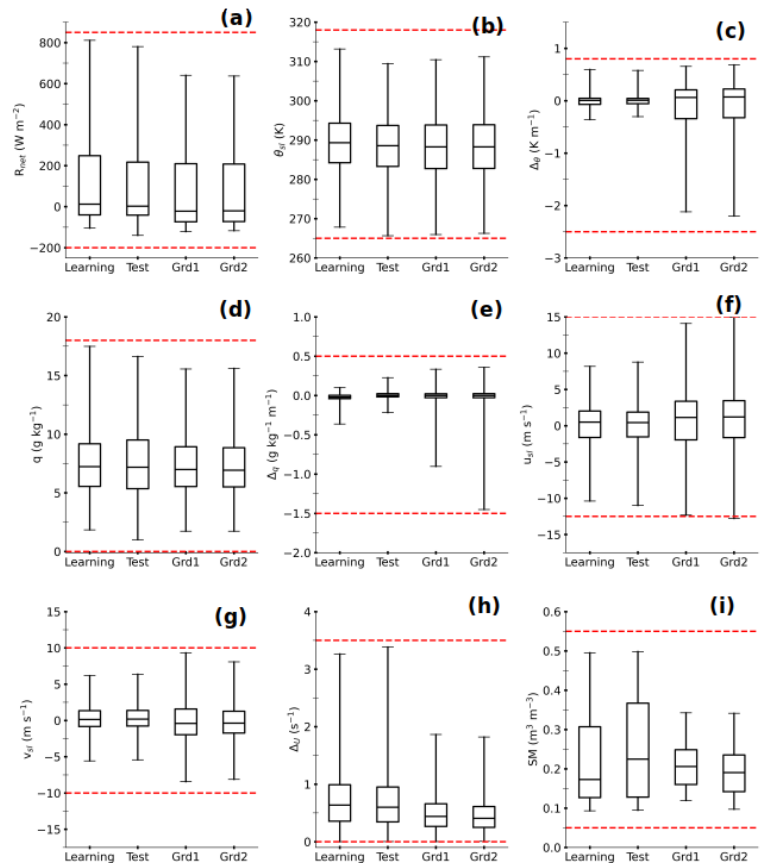 (a)
800
600
400
200
0
−200
R_net (W m⁻²)
Learning Test Grd1 Grd2
(b)
320
310
300
290
280
270
260
θ_sl (K)
Learning Test Grd1 Grd2
(c)
1
0
−1
−2
−3
Δ_θ (K m⁻¹)
Learning Test Grd1 Grd2
(d)
20
15
10
5
0
q (g kg⁻¹)
Learning Test Grd1 Grd2
(e)
1.0
0.5
0.0
−0.5
−1.0
−1.5
−2.0
Δ_q (g kg⁻¹ m⁻¹)
Learning Test Grd1 Grd2
(f)
15
10
5
0
−5
−10
−15
u_sl (m s⁻¹)
Learning Test Grd1 Grd2
(g)
15
10
5
0
−5
−10
−15
v_sl (m s⁻¹)
Learning Test Grd1 Grd2
(h)
4
3
2
1
0
Δ_U (s⁻¹)
Learning Test Grd1 Grd2
(i)
0.6
0.5
0.4
0.3
0.2
0.1
0.0
SM (m³ m⁻³)
Learning Test Grd1 Grd2